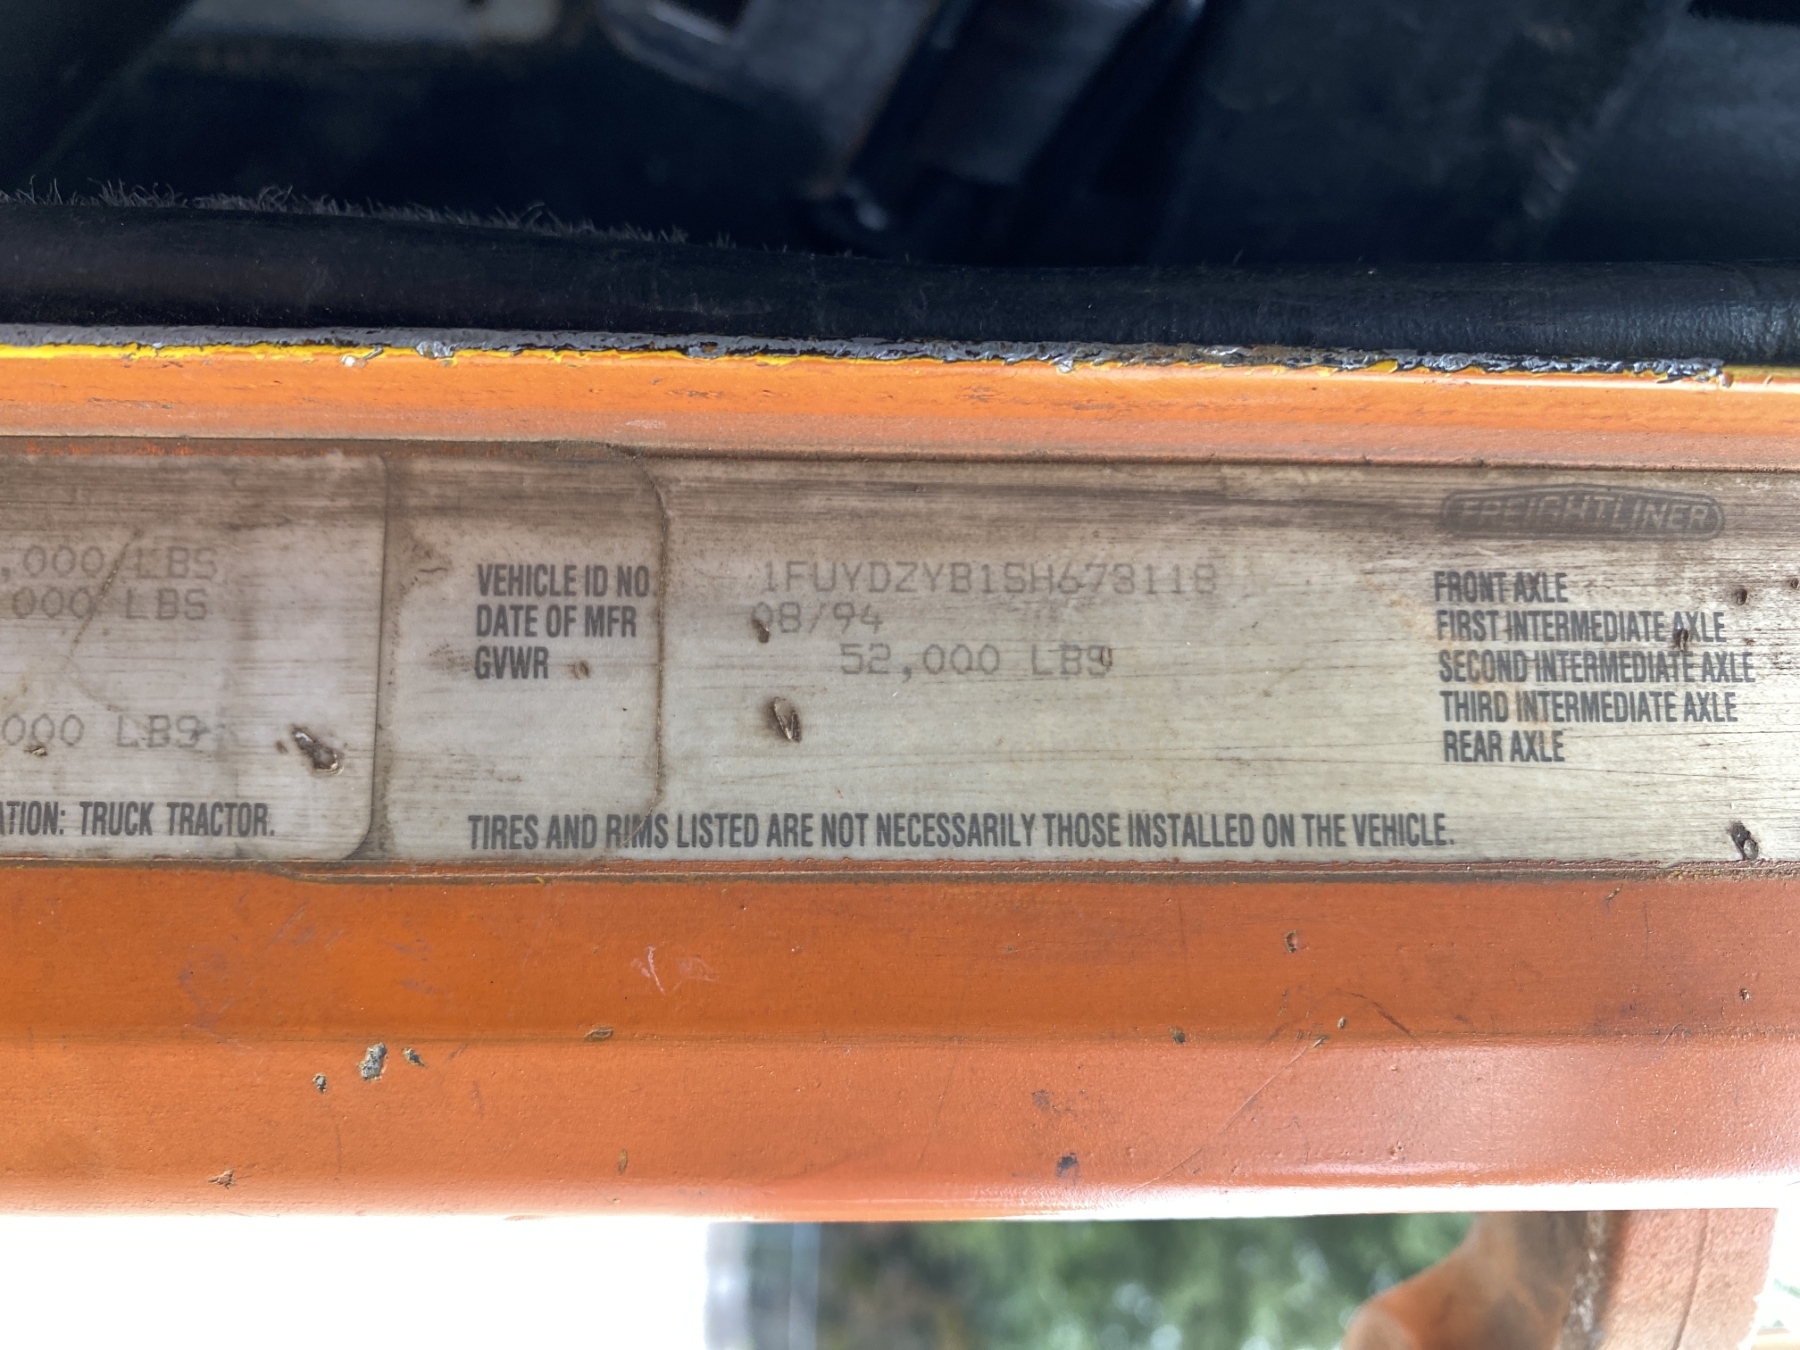 ,000 LBS
000 LBS
000 LBS
ATION: TRUCK TRACTOR.
FREIGHTLINER
VEHICLE ID NO. 1FUYDZYB1SH673118
DATE OF MFR 08/94
GVWR 52,000 LBS
FRONT AXLE
FIRST INTERMEDIATE AXLE
SECOND INTERMEDIATE AXLE
THIRD INTERMEDIATE AXLE
REAR AXLE
TIRES AND RIMS LISTED ARE NOT NECESSARILY THOSE INSTALLED ON THE VEHICLE.